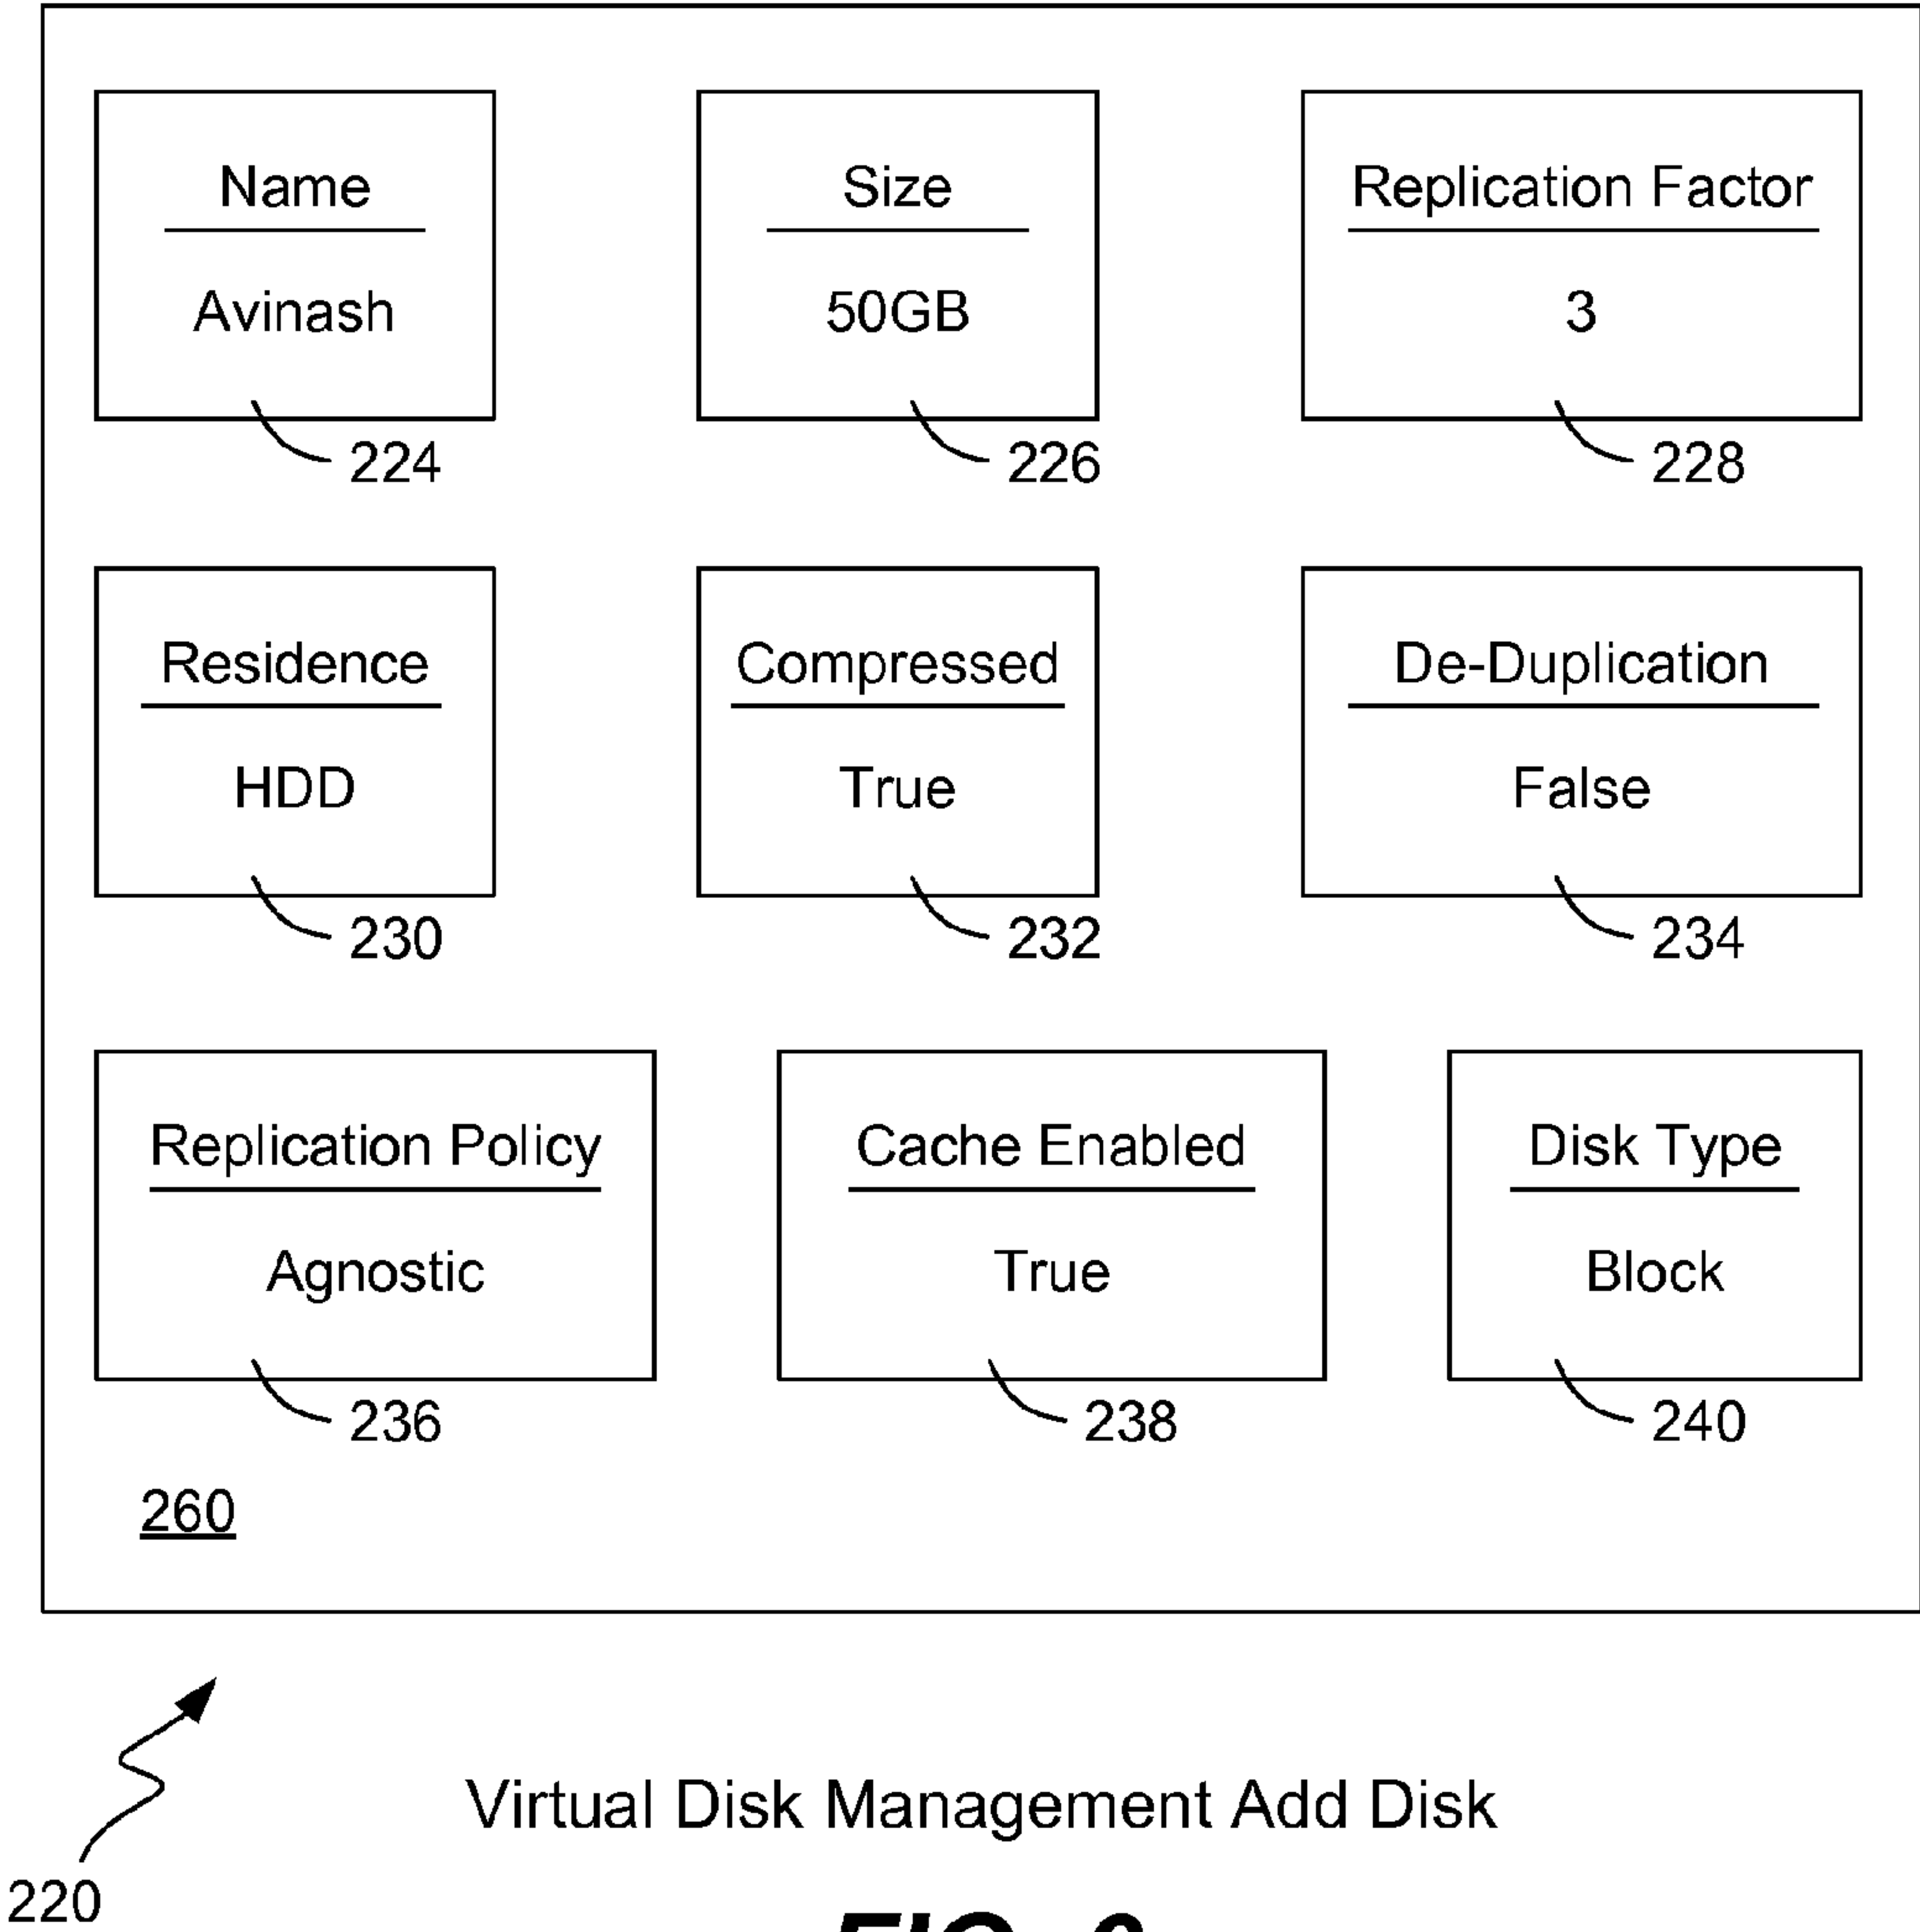 Name Size Replication Factor
Avinash 50GB 3
224 226 228
Residence Compressed De-Duplication
HDD True False
230 232 234
Replication Policy Cache Enabled Disk Type
Agnostic True Block
236 238 240
260
Virtual Disk Management Add Disk
220